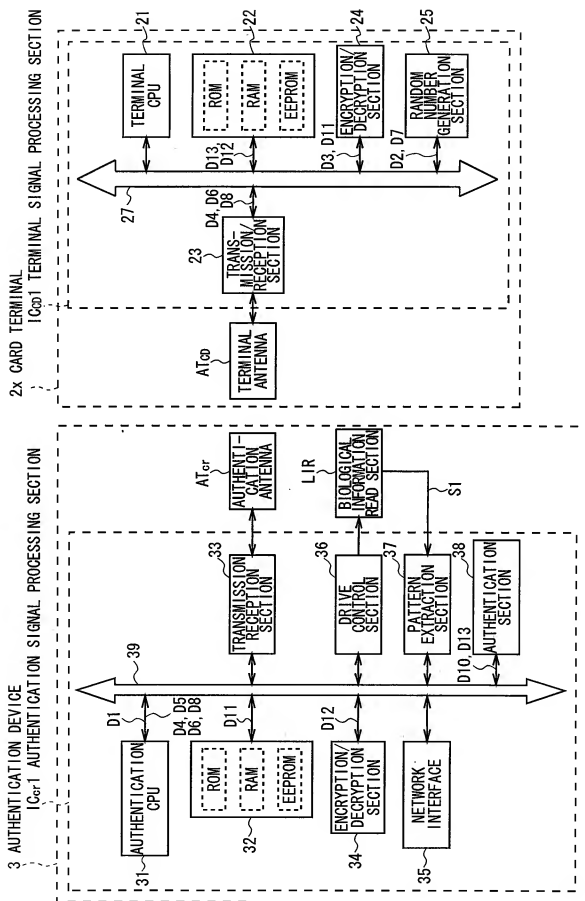 3 AUTHENTICATION DEVICE
ICcr1 AUTHENTICATION SIGNAL PROCESSING SECTION
39
D1
D4, D5
D6, D8
AUTHENTICATION
CPU
31
D11
ROM
RAM
EEPROM
32
D12
ENCRYPTION/
DECRYPTION
SECTION
34
NETWORK
INTERFACE
35
33
TRANSMISSION/
RECEPTION
SECTION
ATcr
AUTHENTI-
CATION
ANTENNA
36
DRIVE
CONTROL
SECTION
LIR
BIOLOGICAL
INFORMATION
READ SECTION
S1
37
PATTERN
EXTRACTION
SECTION
38
AUTHENTICATION
SECTION
D10, D13
2x CARD TERMINAL
ICCD1 TERMINAL SIGNAL PROCESSING SECTION
27
ATCD
TERMINAL
ANTENNA
23
TRANS-
MISSION/
RECEPTION
SECTION
D4, D6
D8
21
TERMINAL
CPU
22
ROM
RAM
EEPROM
D13,
D12
24
ENCRYPTION/
DECRYPTION
SECTION
D3, D11
25
RANDOM
NUMBER
GENERATION
SECTION
D2, D7